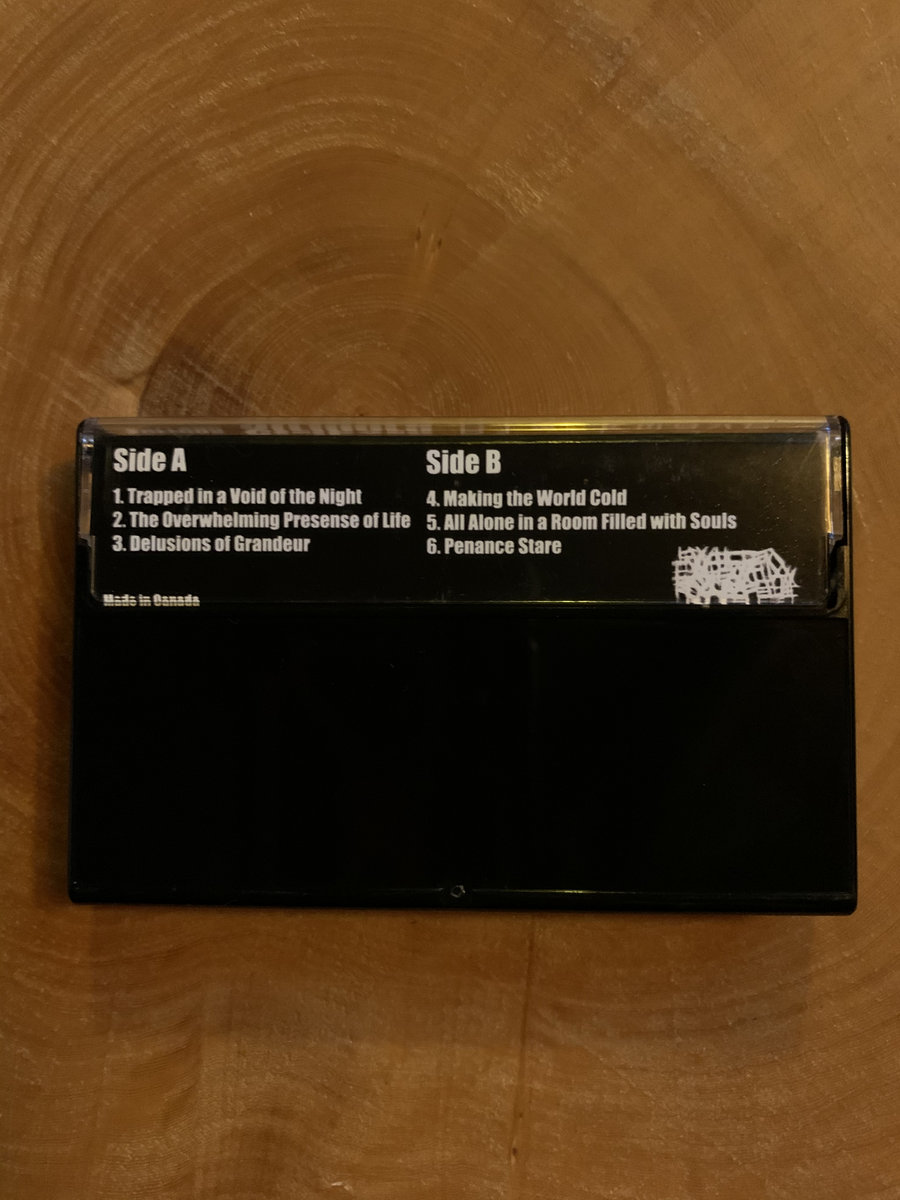 Side A
1. Trapped in a Void of the Night
2. The Overwhelming Presense of Life
3. Delusions of Grandeur
Made in Canada
Side B
4. Making the World Cold
5. All Alone in a Room Filled with Souls
6. Penance Stare